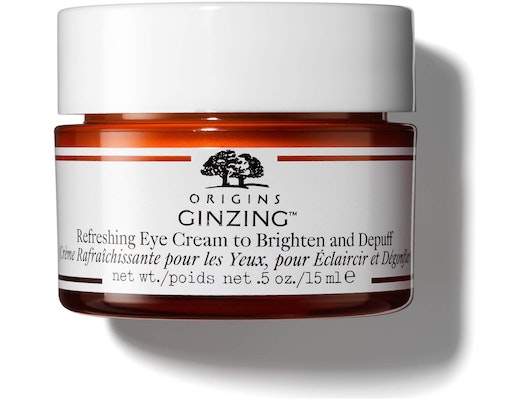 ORIGINS
GINZING™
Refreshing Eye Cream to Brighten and Depuff
Crème Rafraîchissante pour les Yeux, pour Éclaircir et Dégonfler
net wt./poids net .5 oz./15 ml ℮